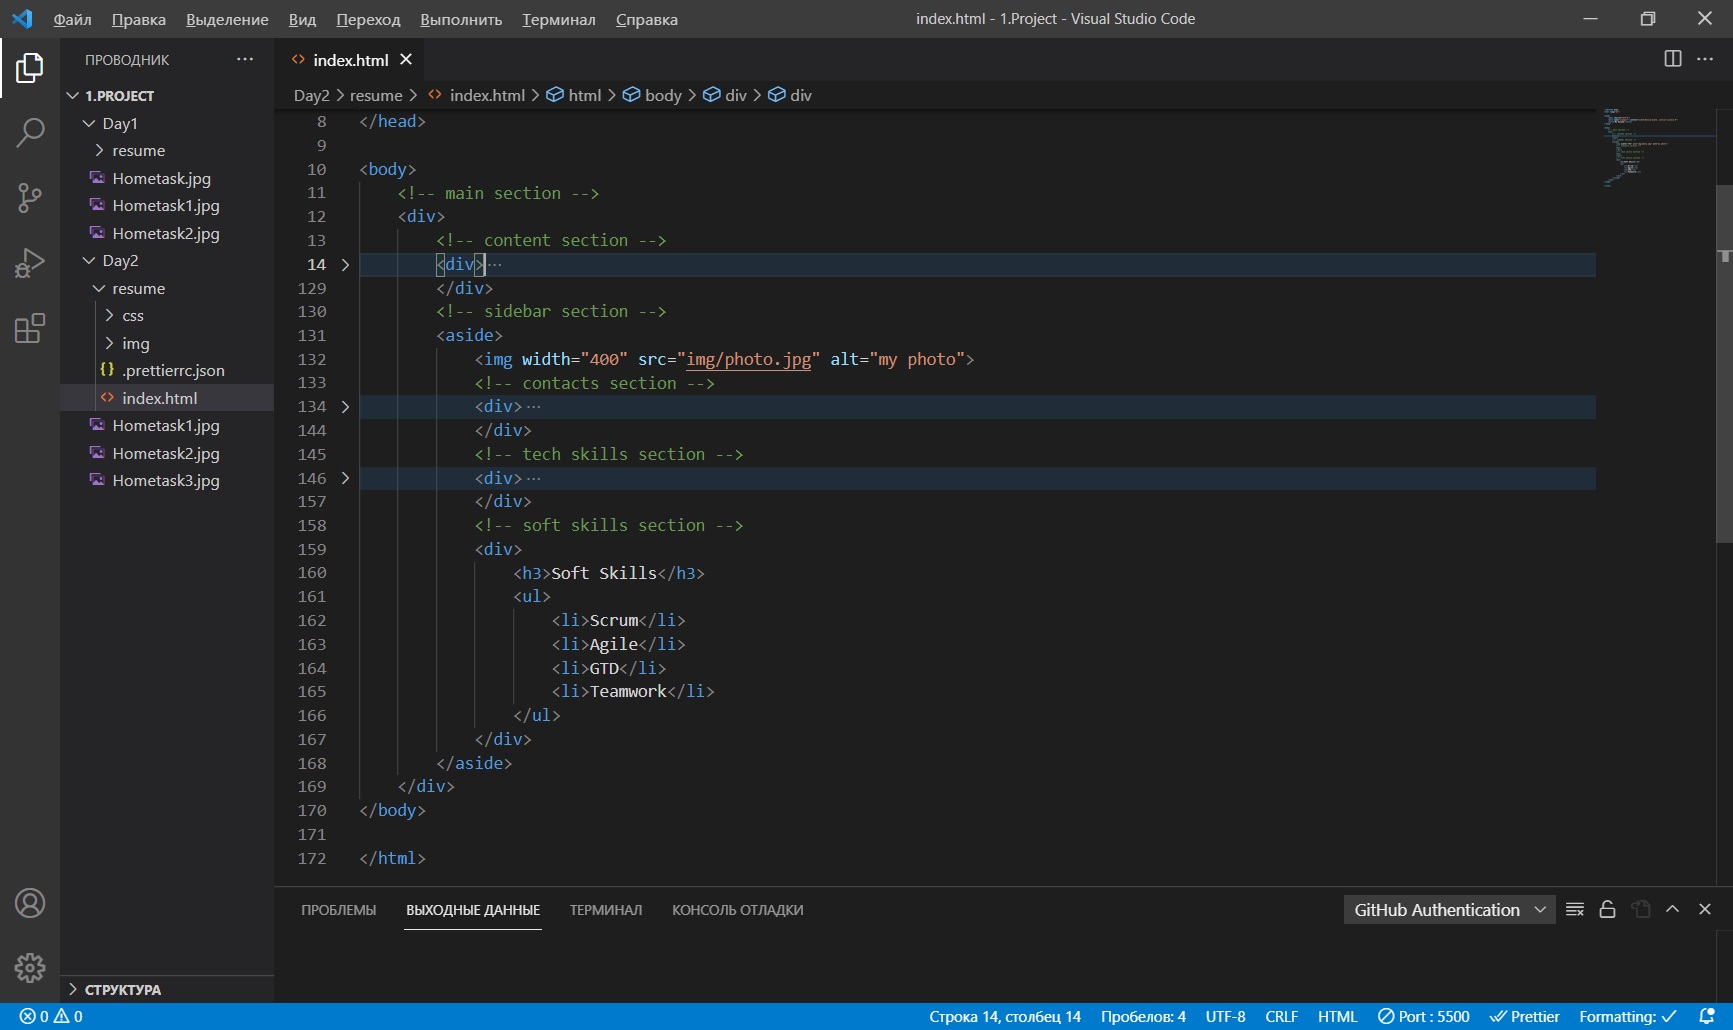 Файл Правка Выделение Вид Переход Выполнить Терминал Справка
index.html - 1.Project - Visual Studio Code
ПРОВОДНИК ···
1.PROJECT
Day1
resume
Hometask.jpg
Hometask1.jpg
Hometask2.jpg
Day2
resume
css
img
{} .prettierrc.json
<> index.html
Hometask1.jpg
Hometask2.jpg
Hometask3.jpg
СТРУКТУРА
<> index.html
Day2 > resume > <> index.html > html > body > div > div
8 </head>
9
10 <body>
11 <!-- main section -->
12 <div>
13 <!-- content section -->
14 <div>···
129 </div>
130 <!-- sidebar section -->
131 <aside>
132 <img width="400" src="img/photo.jpg" alt="my photo">
133 <!-- contacts section -->
134 <div>···
144 </div>
145 <!-- tech skills section -->
146 <div>···
157 </div>
158 <!-- soft skills section -->
159 <div>
160 <h3>Soft Skills</h3>
161 <ul>
162 <li>Scrum</li>
163 <li>Agile</li>
164 <li>GTD</li>
165 <li>Teamwork</li>
166 </ul>
167 </div>
168 </aside>
169 </div>
170 </body>
171
172 </html>
ПРОБЛЕМЫ ВЫХОДНЫЕ ДАННЫЕ ТЕРМИНАЛ КОНСОЛЬ ОТЛАДКИ
GitHub Authentication
0 0
Строка 14, столбец 14 Пробелов: 4 UTF-8 CRLF HTML Port : 5500 Prettier Formatting: